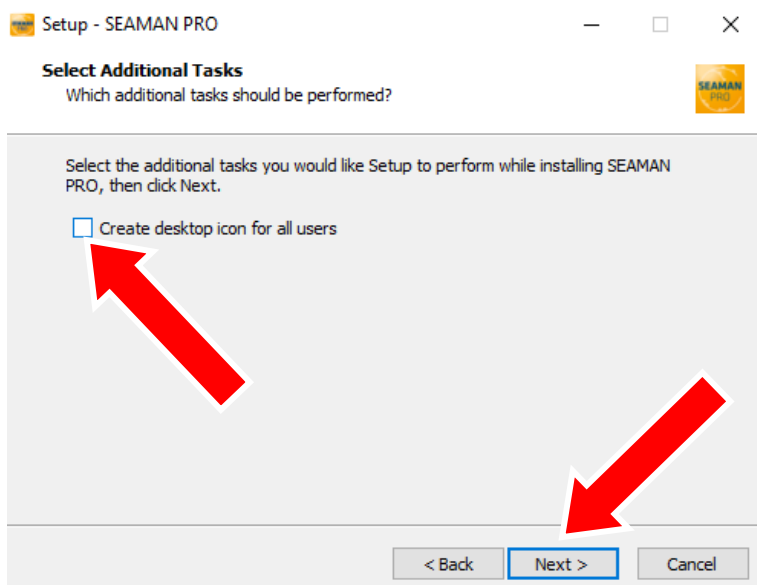 Setup - SEAMAN PRO
Select Additional Tasks
Which additional tasks should be performed?
SEAMAN
PRO
Select the additional tasks you would like Setup to perform while installing SEAMAN
PRO, then click Next.
Create desktop icon for all users
< Back
Next >
Cancel